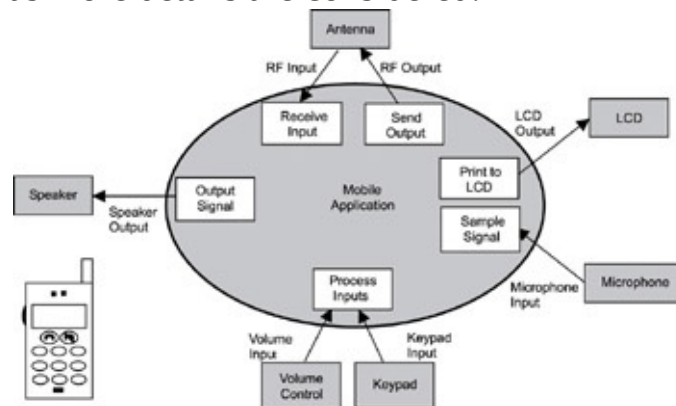 Antenna
RF Input
RF Output
Receive
Input
Send
Output
LCD
Output
LCD
Print to
LCD
Speaker
Output
Signal
Mobile
Application
Speaker
Output
Sample
Signal
Process
Inputs
Microphone
Input
Microphone
Volume
Input
Keypad
Input
Volume
Control
Keypad